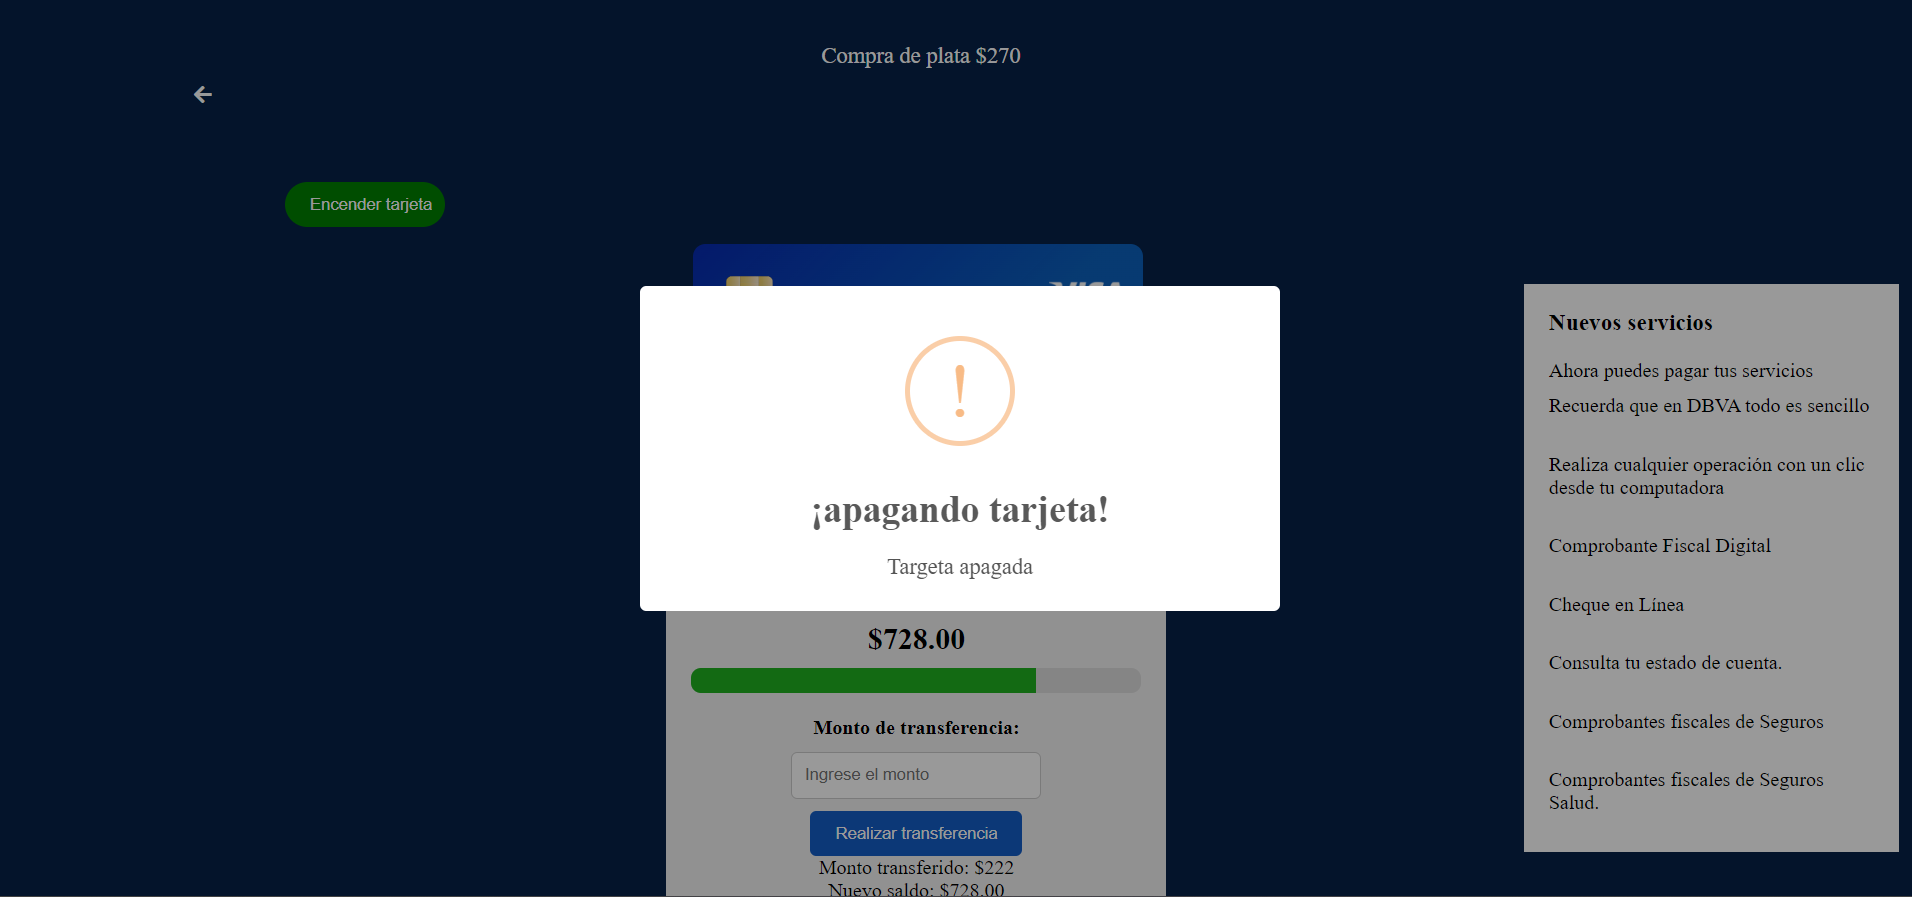 Compra de plata $270
Encender tarjeta
VISA
!
¡apagando tarjeta!
Targeta apagada
$728.00
Monto de transferencia:
Ingrese el monto
Realizar transferencia
Monto transferido: $222
Nuevo saldo: $728.00
Nuevos servicios
Ahora puedes pagar tus servicios
Recuerda que en DBVA todo es sencillo
Realiza cualquier operación con un clic
desde tu computadora
Comprobante Fiscal Digital
Cheque en Línea
Consulta tu estado de cuenta.
Comprobantes fiscales de Seguros
Comprobantes fiscales de Seguros
Salud.